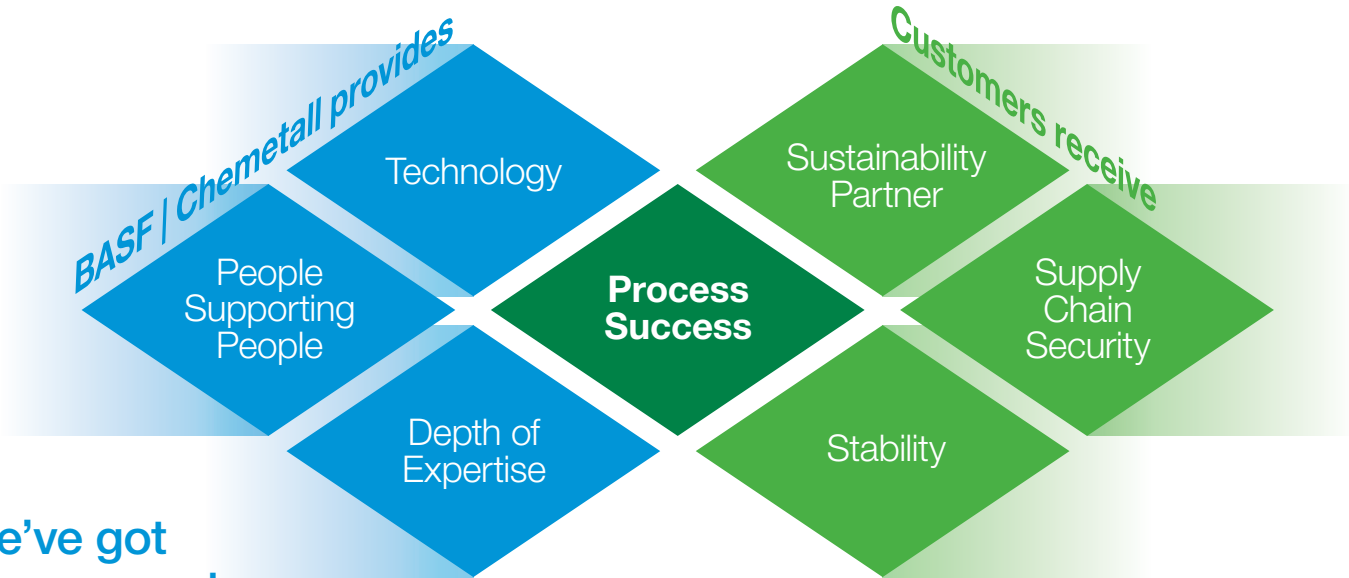 BASF | Chemetall provides
Customers receive
Technology
Sustainability
Partner
People
Supporting
People
Process
Success
Supply
Chain
Security
Depth of
Expertise
Stability
e've got